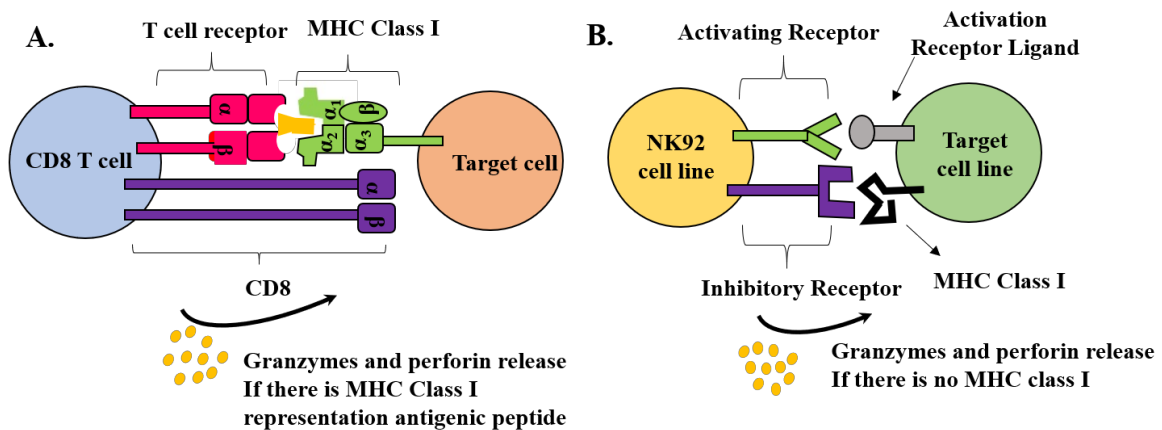 A.
T cell receptor
MHC Class I
CD8 T cell
α
β
α1
α2
β
α3
Target cell
α
β
CD8
Granzymes and perforin release
If there is MHC Class I
representation antigenic peptide
B.
Activating Receptor
Activation
Receptor Ligand
NK92
cell line
Target
cell line
Inhibitory Receptor
MHC Class I
Granzymes and perforin release
If there is no MHC class I